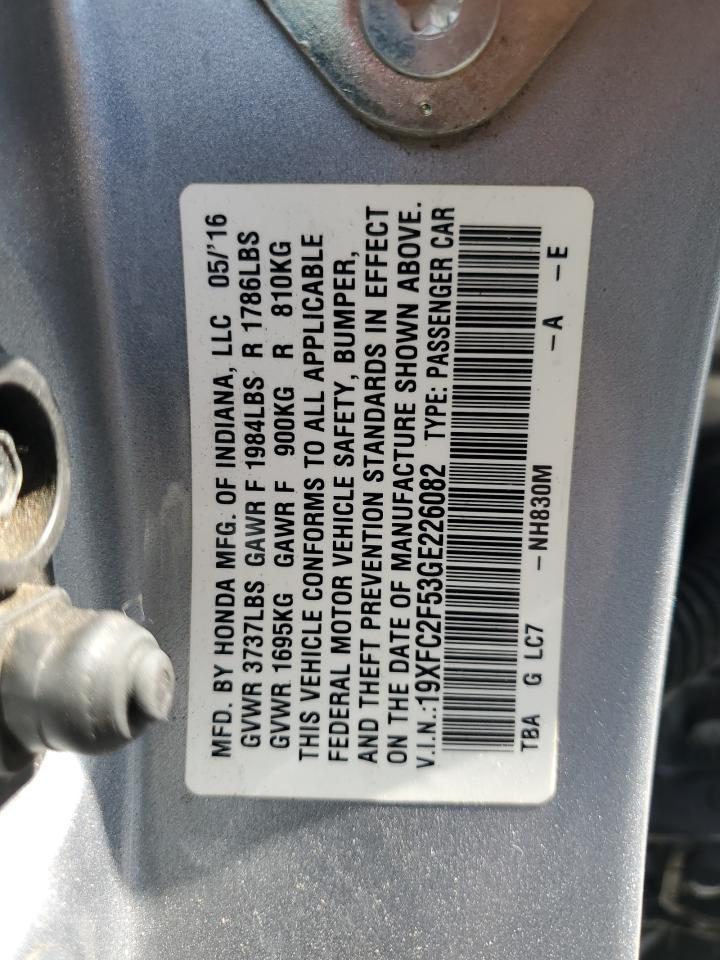 MFD. BY HONDA MFG. OF INDIANA, LLC 05/'16
GVWR 3737LBS GAWR F 1984LBS R 1786LBS
GVWR 1695KG GAWR F 900KG R 810KG
THIS VEHICLE CONFORMS TO ALL APPLICABLE
FEDERAL MOTOR VEHICLE SAFETY, BUMPER,
AND THEFT PREVENTION STANDARDS IN EFFECT
ON THE DATE OF MANUFACTURE SHOWN ABOVE.
V.I.N.:19XFC2F53GE226082 TYPE: PASSENGER CAR
TBA G LC7 -NH830M -A -E